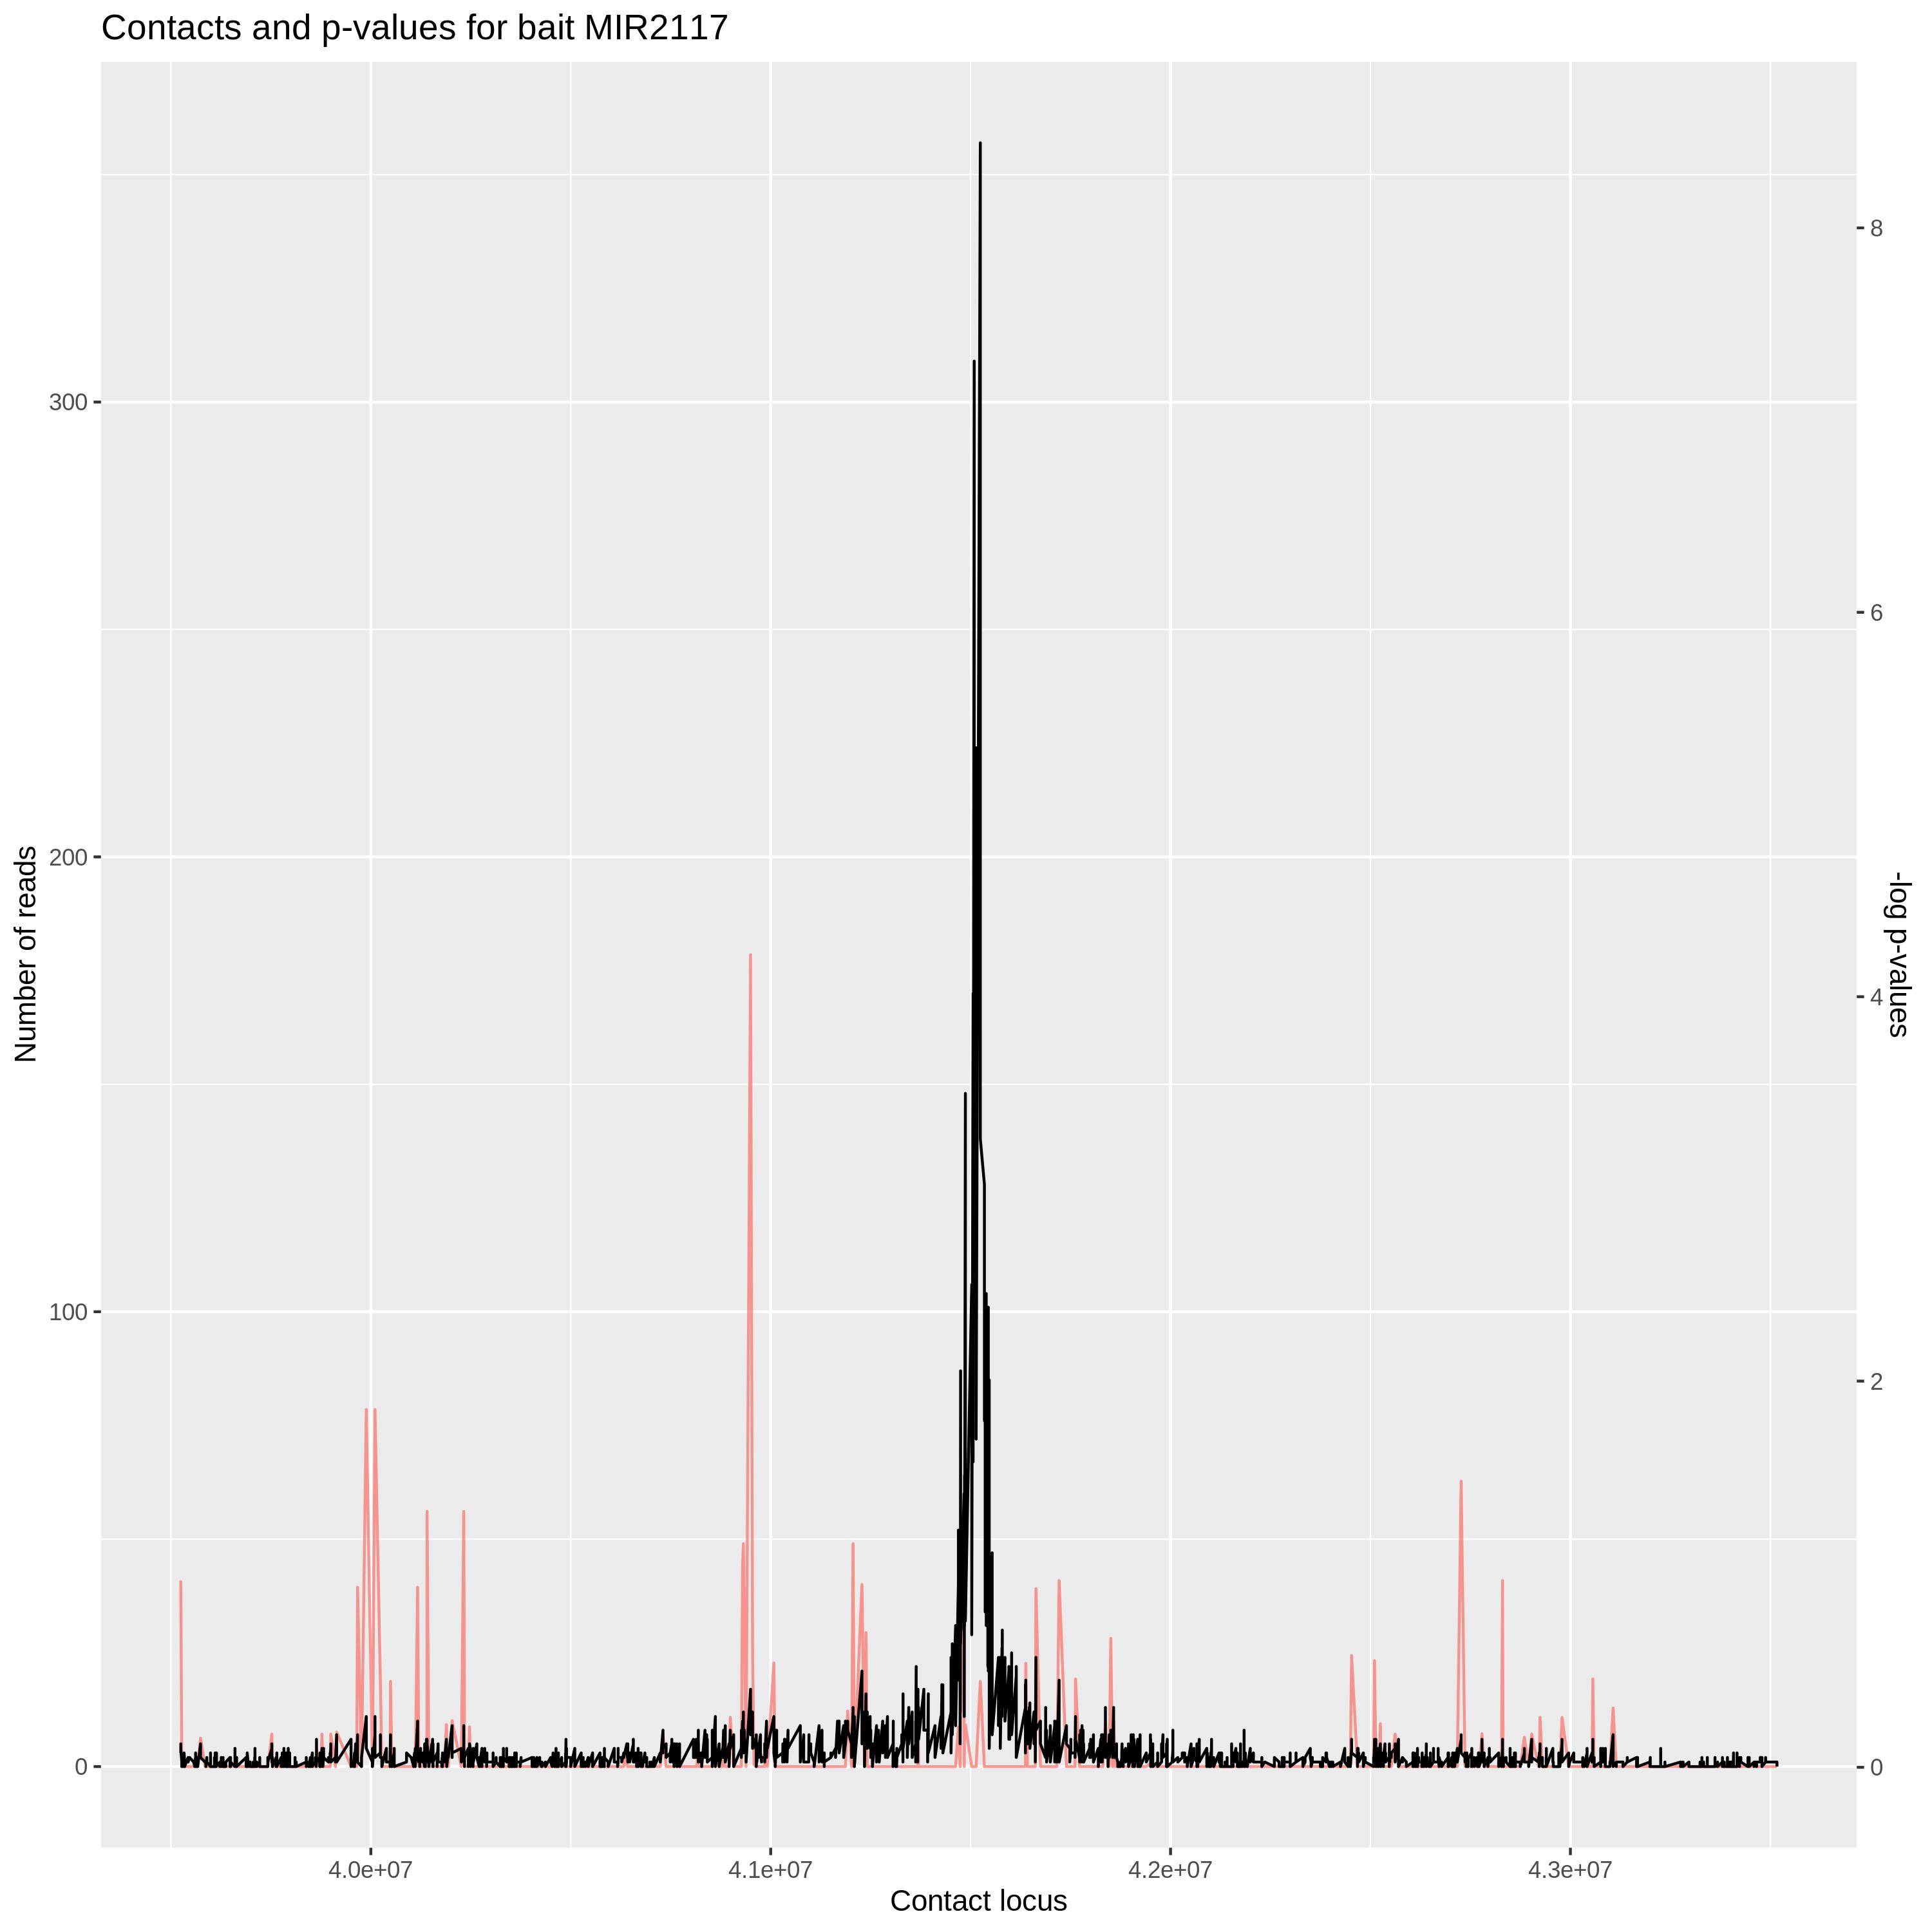 Contacts and p-values for bait MIR2117
300
200
100
0
8
6
4
2
0
Number of reads
-log p-values
4.0e+07
4.1e+07
4.2e+07
4.3e+07
Contact locus